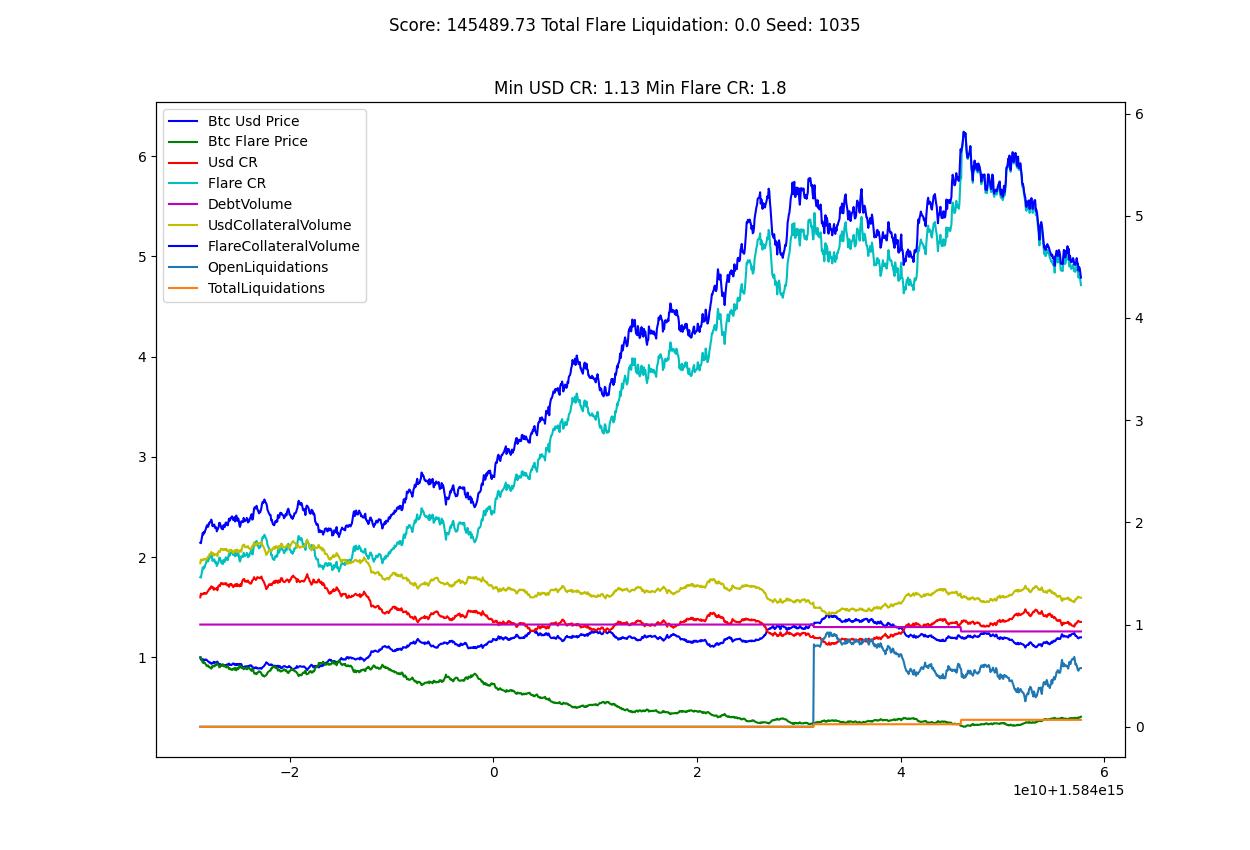 Score: 145489.73 Total Flare Liquidation: 0.0 Seed: 1035
Min USD CR: 1.13 Min Flare CR: 1.8
Btc Usd Price
Btc Flare Price
Usd CR
Flare CR
DebtVolume
UsdCollateralVolume
FlareCollateralVolume
OpenLiquidations
TotalLiquidations
6
5
4
3
2
1
6
5
4
3
2
1
0
−2
0
2
4
6
1e10+1.584e15